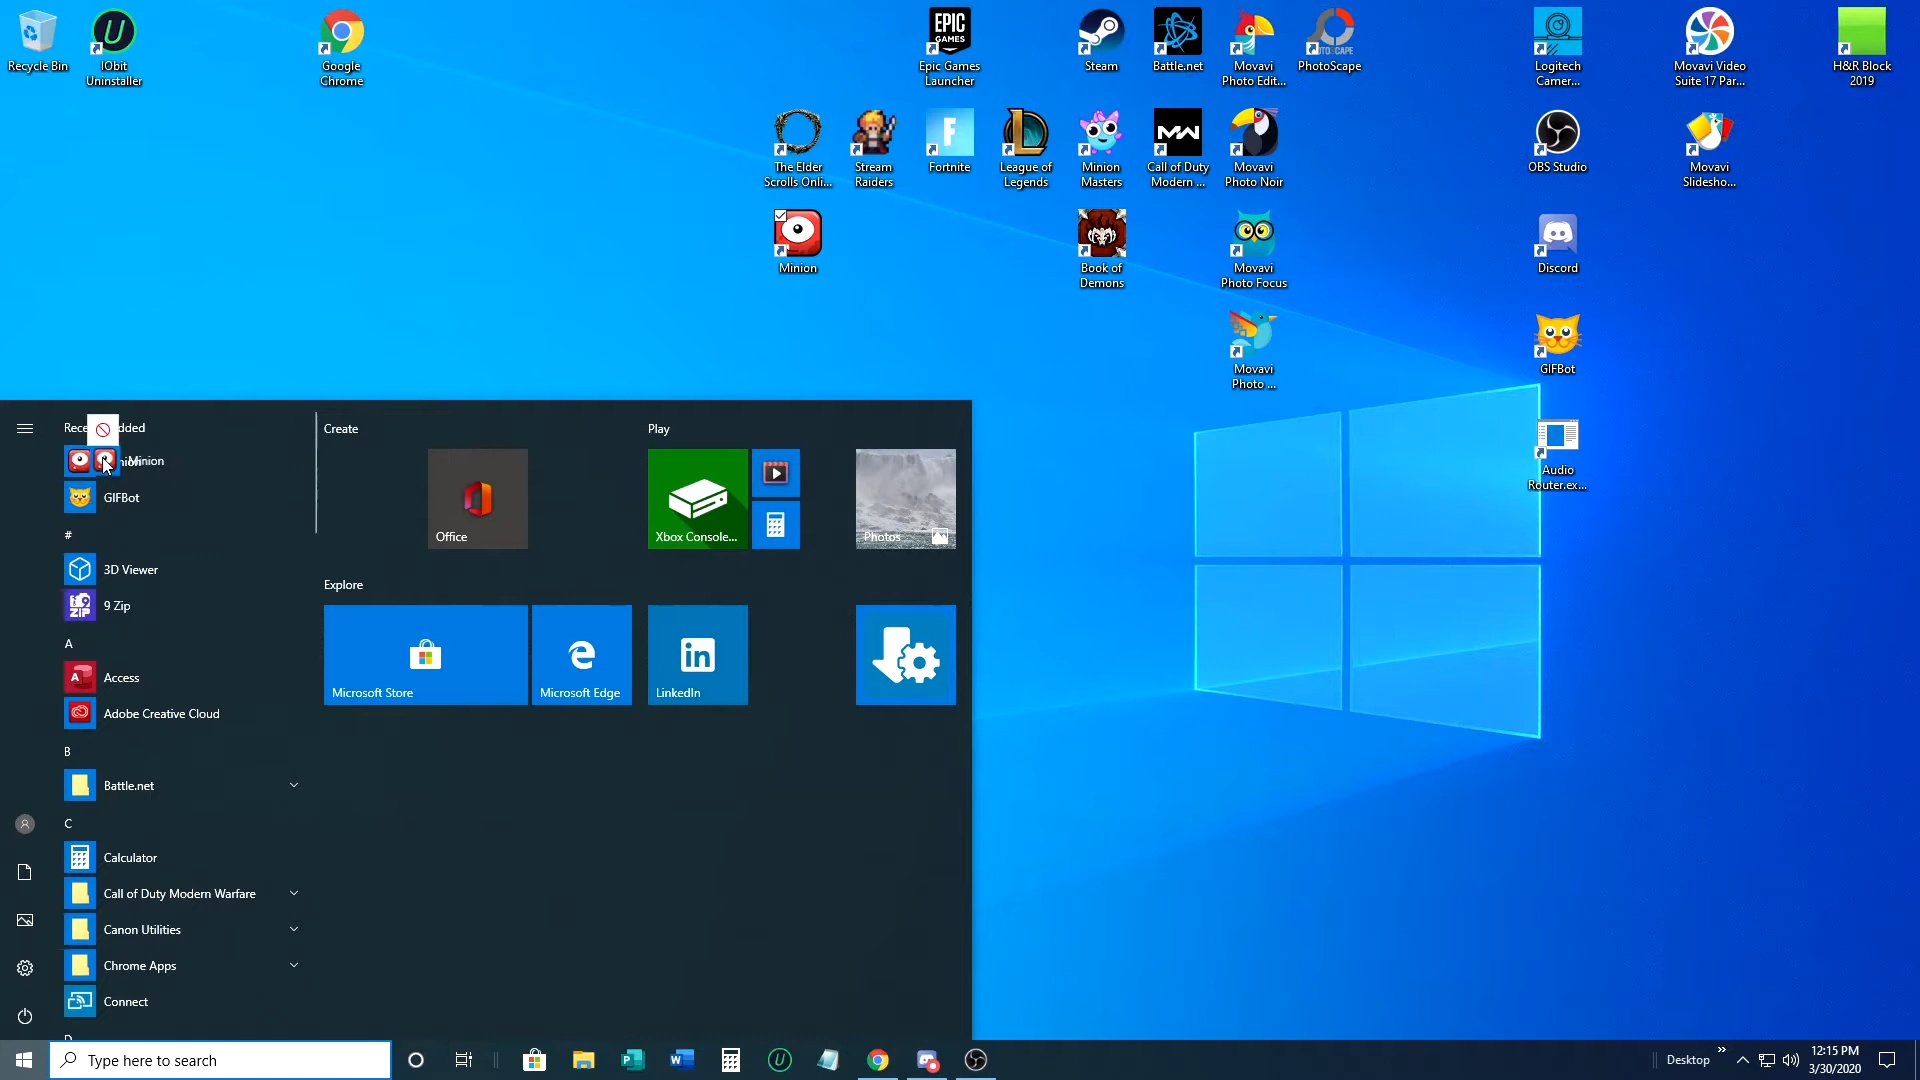 Recycle Bin
IObit
Uninstaller
Google
Chrome
EPIC
GAMES
Epic Games
Launcher
Steam
Battle.net
Movavi
Photo Edit...
PhotoScape
Logitech
Camer...
Movavi Video
Suite 17 Par...
H&R Block
2019
The Elder
Scrolls Onli...
Stream
Raiders
Fortnite
League of
Legends
Minion
Masters
Call of Duty
Modern ...
Movavi
Photo Noir
OBS Studio
Movavi
Slidesho...
Minion
Book of
Demons
Movavi
Photo Focus
Discord
Movavi
Photo ...
GIFBot
Audio
Router.ex...
Minion
GIFBot
#
3D Viewer
9 Zip
A
Access
Adobe Creative Cloud
B
Battle.net
C
Calculator
Call of Duty Modern Warfare
Canon Utilities
Chrome Apps
Connect
Create
Office
Play
Xbox Console...
Photos
Explore
Microsoft Store
Microsoft Edge
LinkedIn
Type here to search
Desktop
12:15 PM
3/30/2020